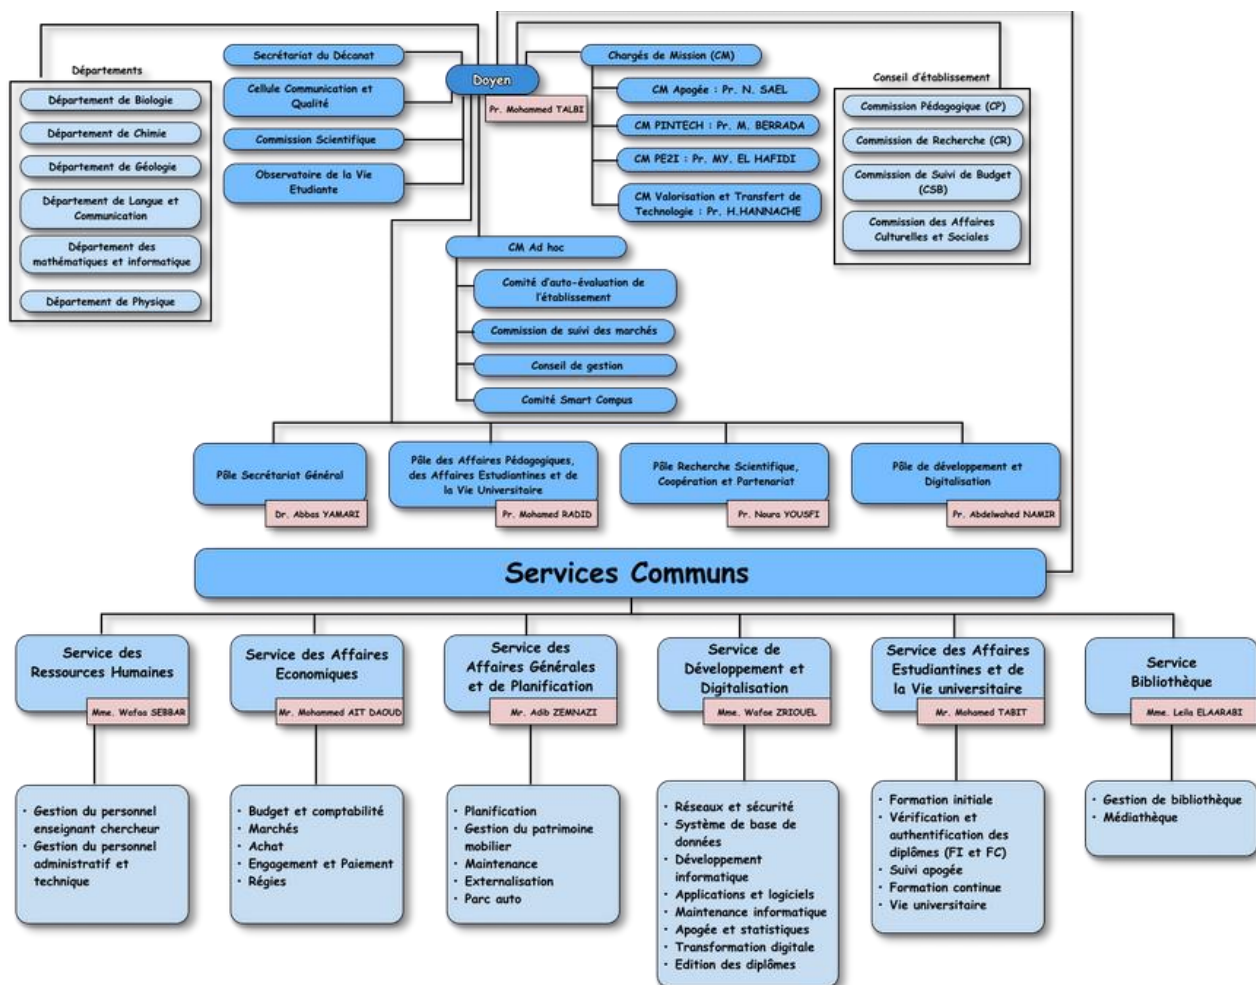 Départements
Département de Biologie
Département de Chimie
Département de Géologie
Département de Langue et
Communication
Département des
mathématiques et informatique
Département de Physique
Secrétariat du Décanat
Cellule Communication et
Qualité
Commission Scientifique
Observatoire de la Vie
Etudiante
Doyen
Pr. Mohammed TALBI
Chargés de Mission (CM)
CM Apogée : Pr. N. SAEL
CM PINTECH : Pr. M. BERRADA
CM PE2I : Pr. MY. EL HAFIDI
CM Valorisation et Transfert de
Technologie : Pr. H.HANNACHE
Conseil d'établissement
Commission Pédagogique (CP)
Commission de Recherche (CR)
Commission de Suivi de Budget
(CSB)
Commission des Affaires
Culturelles et Sociales
CM Ad hoc
Comité d'auto-évaluation de
l'établissement
Commission de suivi des marchés
Conseil de gestion
Comité Smart Compus
Pôle Secrétariat Général
Dr. Abbas YAMARI
Pôle des Affaires Pédagogiques,
des Affaires Estudiantines et de
la Vie Universitaire
Pr. Mohamed RADID
Pôle Recherche Scientifique,
Coopération et Partenariat
Pr. Noura YOUSFI
Pôle de développement et
Digitalisation
Pr. Abdelwahed NAMIR
Services Communs
Service des
Ressources Humaines
Mme. Wafaa SEBBAR
· Gestion du personnel
enseignant chercheur
· Gestion du personnel
administratif et
technique
Service des Affaires
Economiques
Mr. Mohammed AIT DAOUD
· Budget et comptabilité
· Marchés
· Achat
· Engagement et Paiement
· Régies
Service des
Affaires Générales
et de Planification
Mr. Adib ZEMNAZI
· Planification
· Gestion du patrimoine
mobilier
· Maintenance
· Externalisation
· Parc auto
Service de
Développement et
Digitalisation
Mme. Wafae ZRIOUEL
· Réseaux et sécurité
· Système de base de
données
· Développement
informatique
· Applications et logiciels
· Maintenance informatique
· Apogée et statistiques
· Transformation digitale
· Edition des diplômes
Service des Affaires
Estudiantines et de
la Vie universitaire
Mr. Mohamed TABIT
· Formation initiale
· Vérification et
authentification des
diplômes (FI et FC)
· Suivi apogée
· Formation continue
· Vie universitaire
Service
Bibliothèque
Mme. Leila ELAARABI
· Gestion de bibliothèque
· Médiathèque